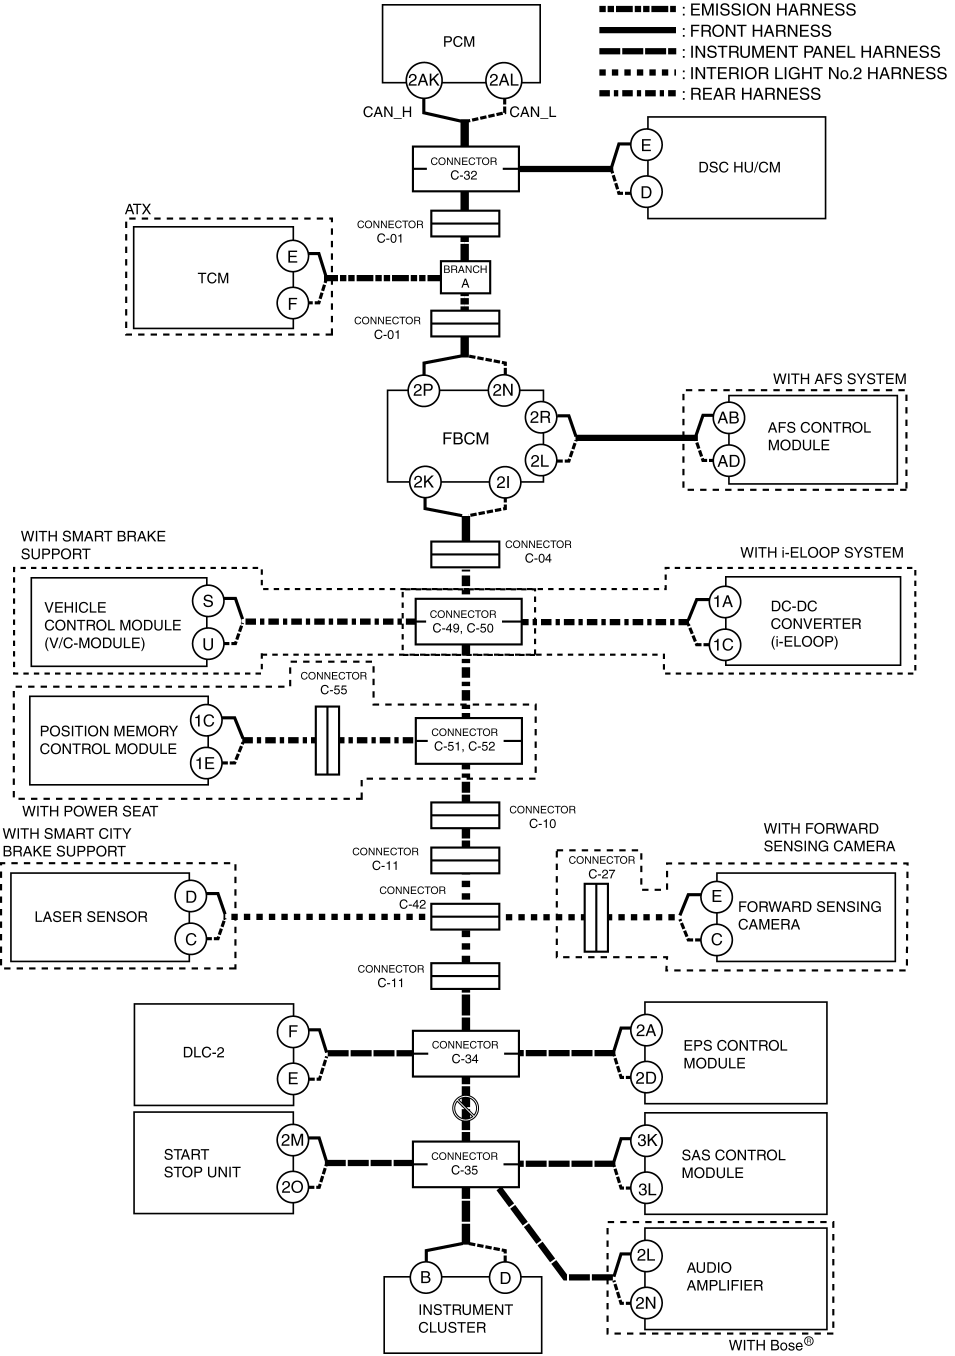 : EMISSION HARNESS
: FRONT HARNESS
: INSTRUMENT PANEL HARNESS
: INTERIOR LIGHT No.2 HARNESS
: REAR HARNESS
PCM
2AK
2AL
CAN_H
CAN_L
CONNECTOR
C-32
E
D
DSC HU/CM
CONNECTOR
C-01
ATX
TCM
E
F
BRANCH
A
CONNECTOR
C-01
2P
2N
FBCM
2R
2L
2K
2I
WITH AFS SYSTEM
AB
AD
AFS CONTROL
MODULE
CONNECTOR
C-04
WITH SMART BRAKE
SUPPORT
VEHICLE
CONTROL MODULE
(V/C-MODULE)
S
U
CONNECTOR
C-49, C-50
WITH i-ELOOP SYSTEM
1A
1C
DC-DC
CONVERTER
(i-ELOOP)
CONNECTOR
C-55
POSITION MEMORY
CONTROL MODULE
1C
1E
CONNECTOR
C-51, C-52
WITH POWER SEAT
CONNECTOR
C-10
WITH SMART CITY
BRAKE SUPPORT
CONNECTOR
C-11
LASER SENSOR
D
C
CONNECTOR
C-42
WITH FORWARD
SENSING CAMERA
CONNECTOR
C-27
E
C
FORWARD SENSING
CAMERA
CONNECTOR
C-11
DLC-2
F
E
CONNECTOR
C-34
2A
2D
EPS CONTROL
MODULE
START
STOP UNIT
2M
2O
CONNECTOR
C-35
3K
3L
SAS CONTROL
MODULE
B
D
INSTRUMENT
CLUSTER
2L
2N
AUDIO
AMPLIFIER
WITH Bose®